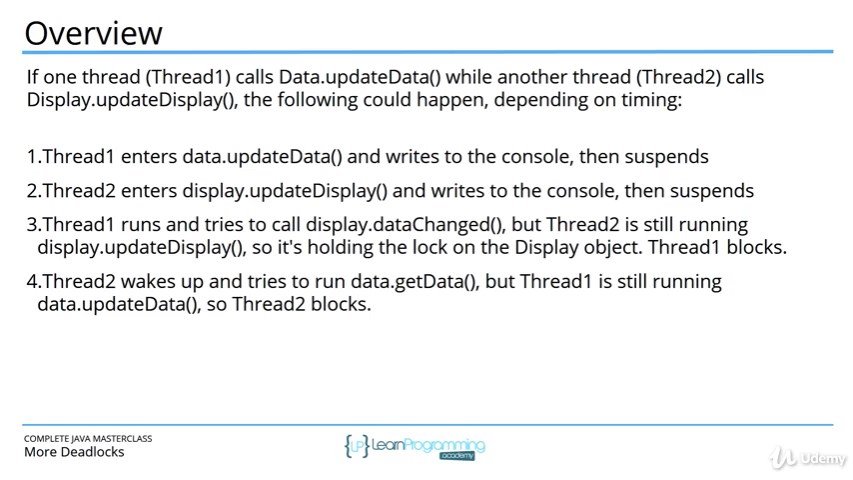 Overview
If one thread (Thread1) calls Data.updateData() while another thread (Thread2) calls
Display.updateDisplay(), the following could happen, depending on timing:
1.Thread1 enters data.updateData() and writes to the console, then suspends
2.Thread2 enters display.updateDisplay() and writes to the console, then suspends
3.Thread1 runs and tries to call display.dataChanged(), but Thread2 is still running
display.updateDisplay(), so it's holding the lock on the Display object. Thread1 blocks.
4.Thread2 wakes up and tries to run data.getData(), but Thread1 is still running
data.updateData(), so Thread2 blocks.
COMPLETE JAVA MASTERCLASS
More Deadlocks
{LP} LearnProgramming
academy
Udemy